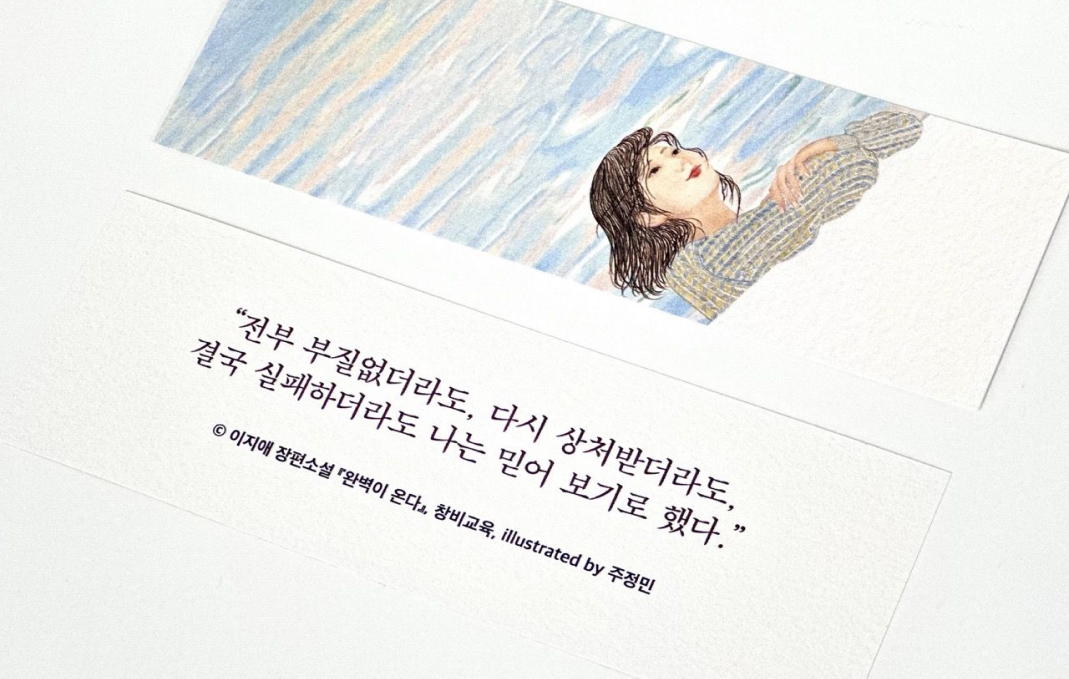 “전부 부질없더라도, 다시 상처받더라도,
결국 실패하더라도 나는 믿어 보기로 했다.”
© 이지애 장편소설 『완벽이 온다』, 창비교육, illustrated by 주정민